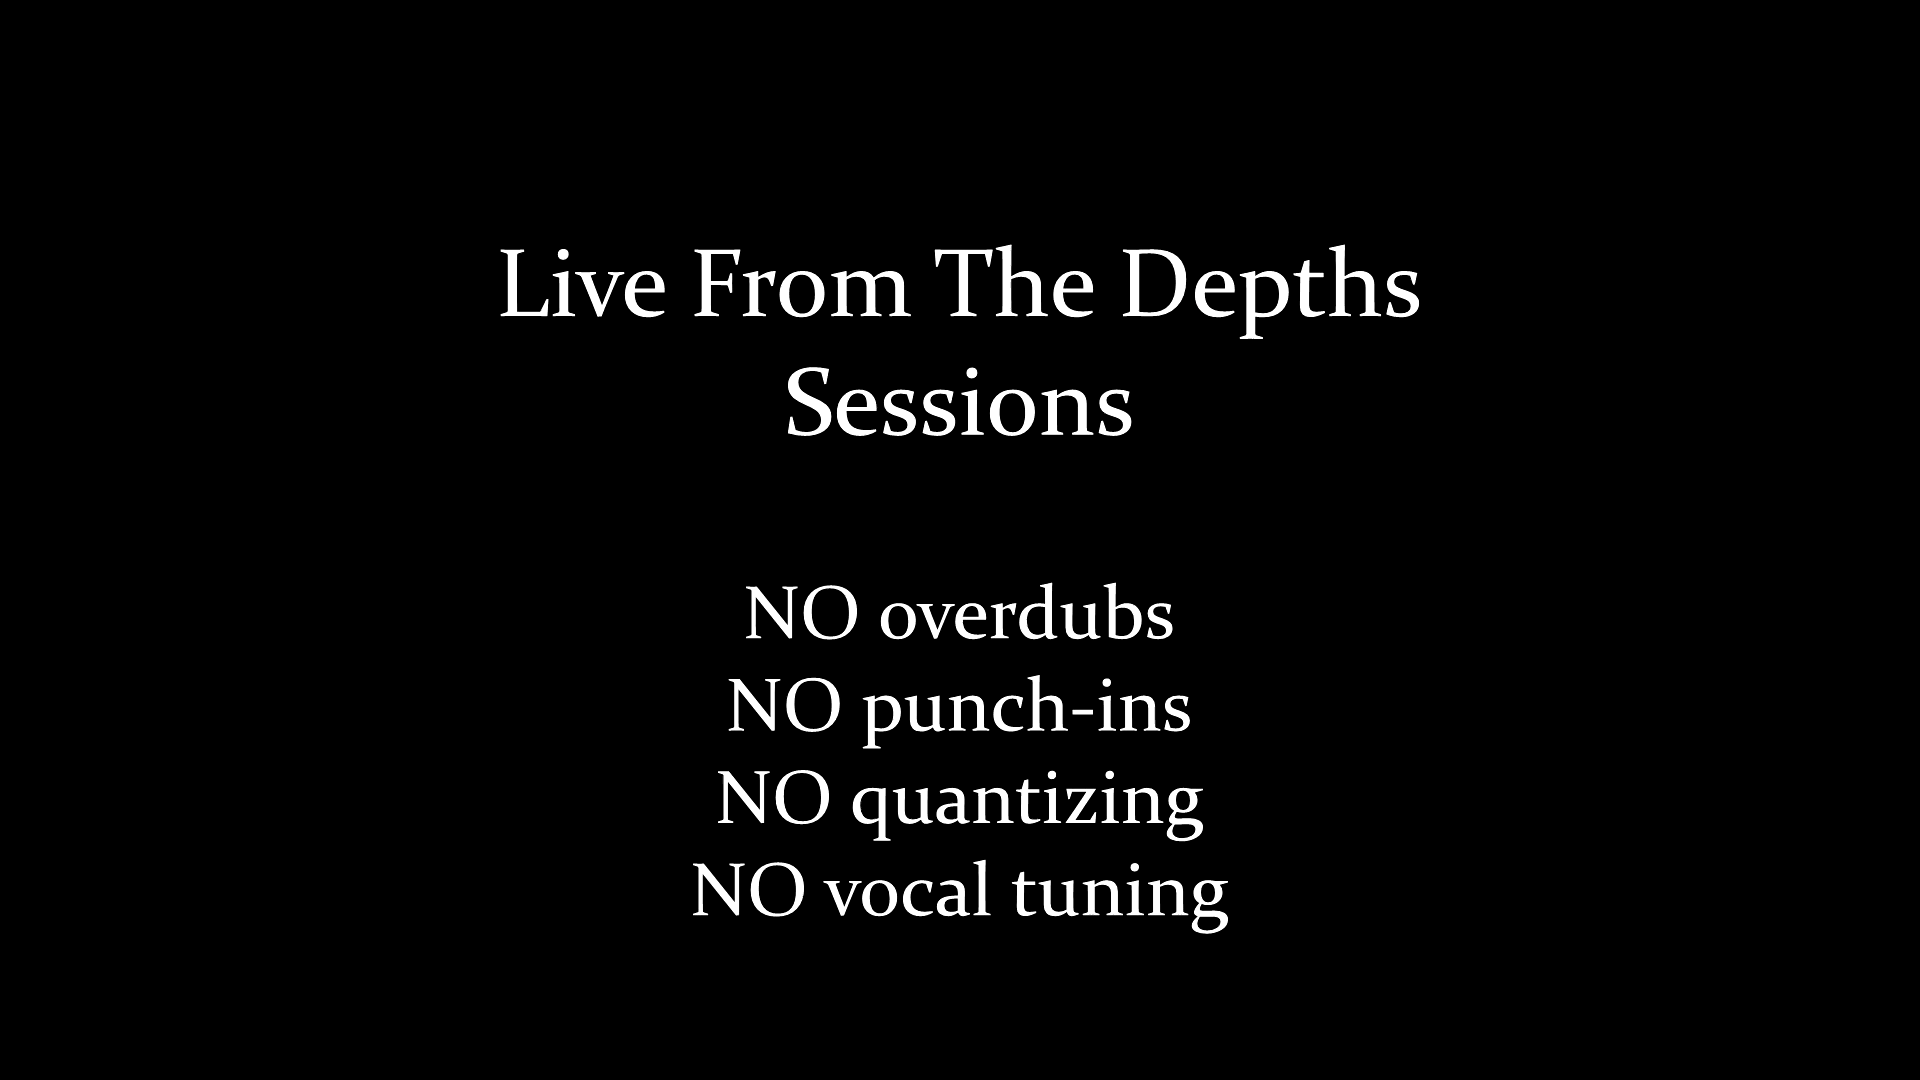 Live From The Depths
Sessions
NO overdubs
NO punch-ins
NO quantizing
NO vocal tuning